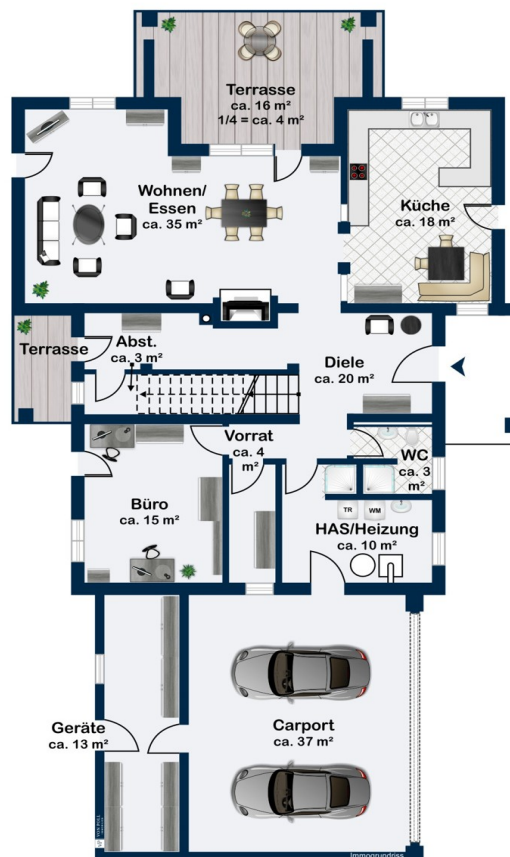 Terrasse
ca. 16 m²
1/4 = ca. 4 m²
Wohnen/
Essen
ca. 35 m²
Küche
ca. 18 m²
Terrasse
Abst.
ca. 3 m²
Diele
ca. 20 m²
Vorrat
ca. 4
m²
WC
ca. 3
m²
Büro
ca. 15 m²
TR
WM
HAS/Heizung
ca. 10 m²
Geräte
ca. 13 m²
Carport
ca. 37 m²
Immogrundriss